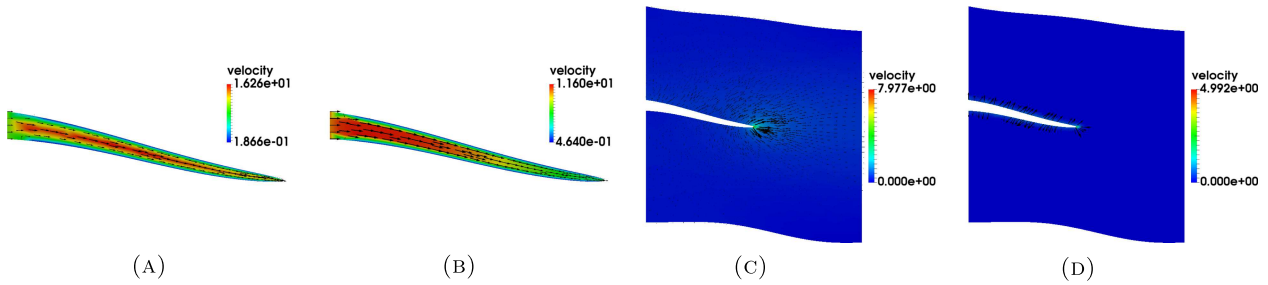 velocity
1.626e+01
1.866e-01
(A)
velocity
1.160e+01
4.640e-01
(B)
velocity
7.977e+00
0.000e+00
(C)
velocity
4.992e+00
0.000e+00
(D)